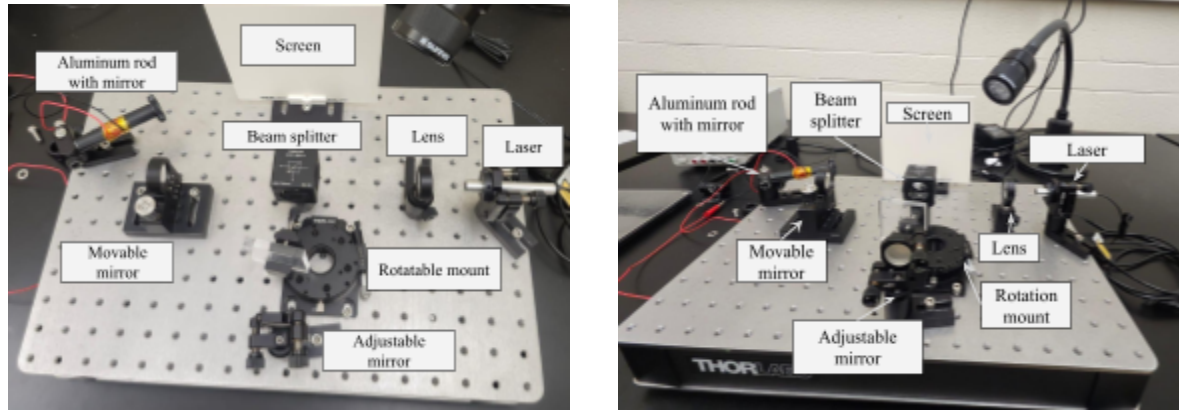 Screen
Aluminum rod
with mirror
Beam splitter
Lens
Laser
Movable
mirror
Rotatable mount
Adjustable
mirror
Aluminum rod
with mirror
Beam
splitter
Screen
Laser
Movable
mirror
Lens
Rotation
mount
Adjustable
mirror
THORLABS